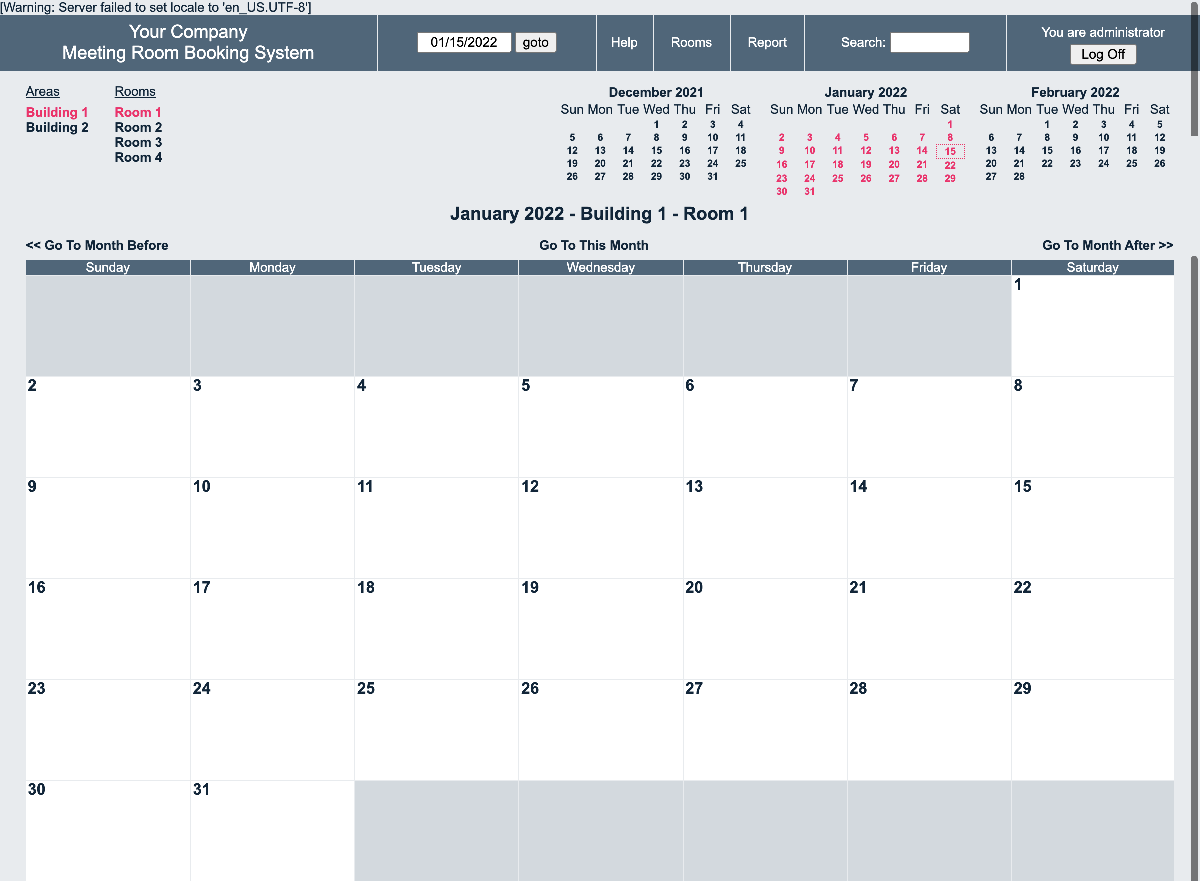 [Warning: Server failed to set locale to 'en_US.UTF-8']
Your Company
Meeting Room Booking System
01/15/2022 goto
Help
Rooms
Report
Search:
You are administrator
Log Off
Areas
Building 1
Building 2
Rooms
Room 1
Room 2
Room 3
Room 4
December 2021
Sun Mon Tue Wed Thu Fri Sat
1 2 3 4
5 6 7 8 9 10 11
12 13 14 15 16 17 18
19 20 21 22 23 24 25
26 27 28 29 30 31
January 2022
Sun Mon Tue Wed Thu Fri Sat
1
2 3 4 5 6 7 8
9 10 11 12 13 14 15
16 17 18 19 20 21 22
23 24 25 26 27 28 29
30 31
February 2022
Sun Mon Tue Wed Thu Fri Sat
1 2 3 4 5
6 7 8 9 10 11 12
13 14 15 16 17 18 19
20 21 22 23 24 25 26
27 28
January 2022 - Building 1 - Room 1
<< Go To Month Before
Go To This Month
Go To Month After >>
Sunday Monday Tuesday Wednesday Thursday Friday Saturday
1
2 3 4 5 6 7 8
9 10 11 12 13 14 15
16 17 18 19 20 21 22
23 24 25 26 27 28 29
30 31